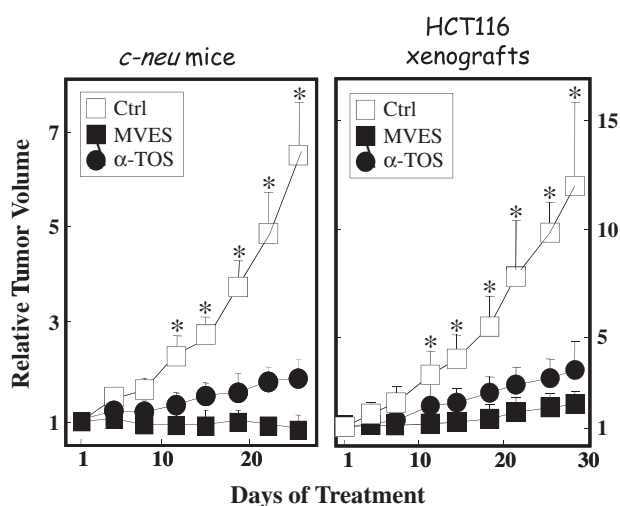 c-neu mice
HCT116
xenografts
Ctrl
MVES
α-TOS
Ctrl
MVES
α-TOS
*
*
*
*
*
*
*
*
*
*
*
7
5
3
1
15
10
5
1
1
10
20
1
10
20
30
Relative Tumor Volume
Days of Treatment